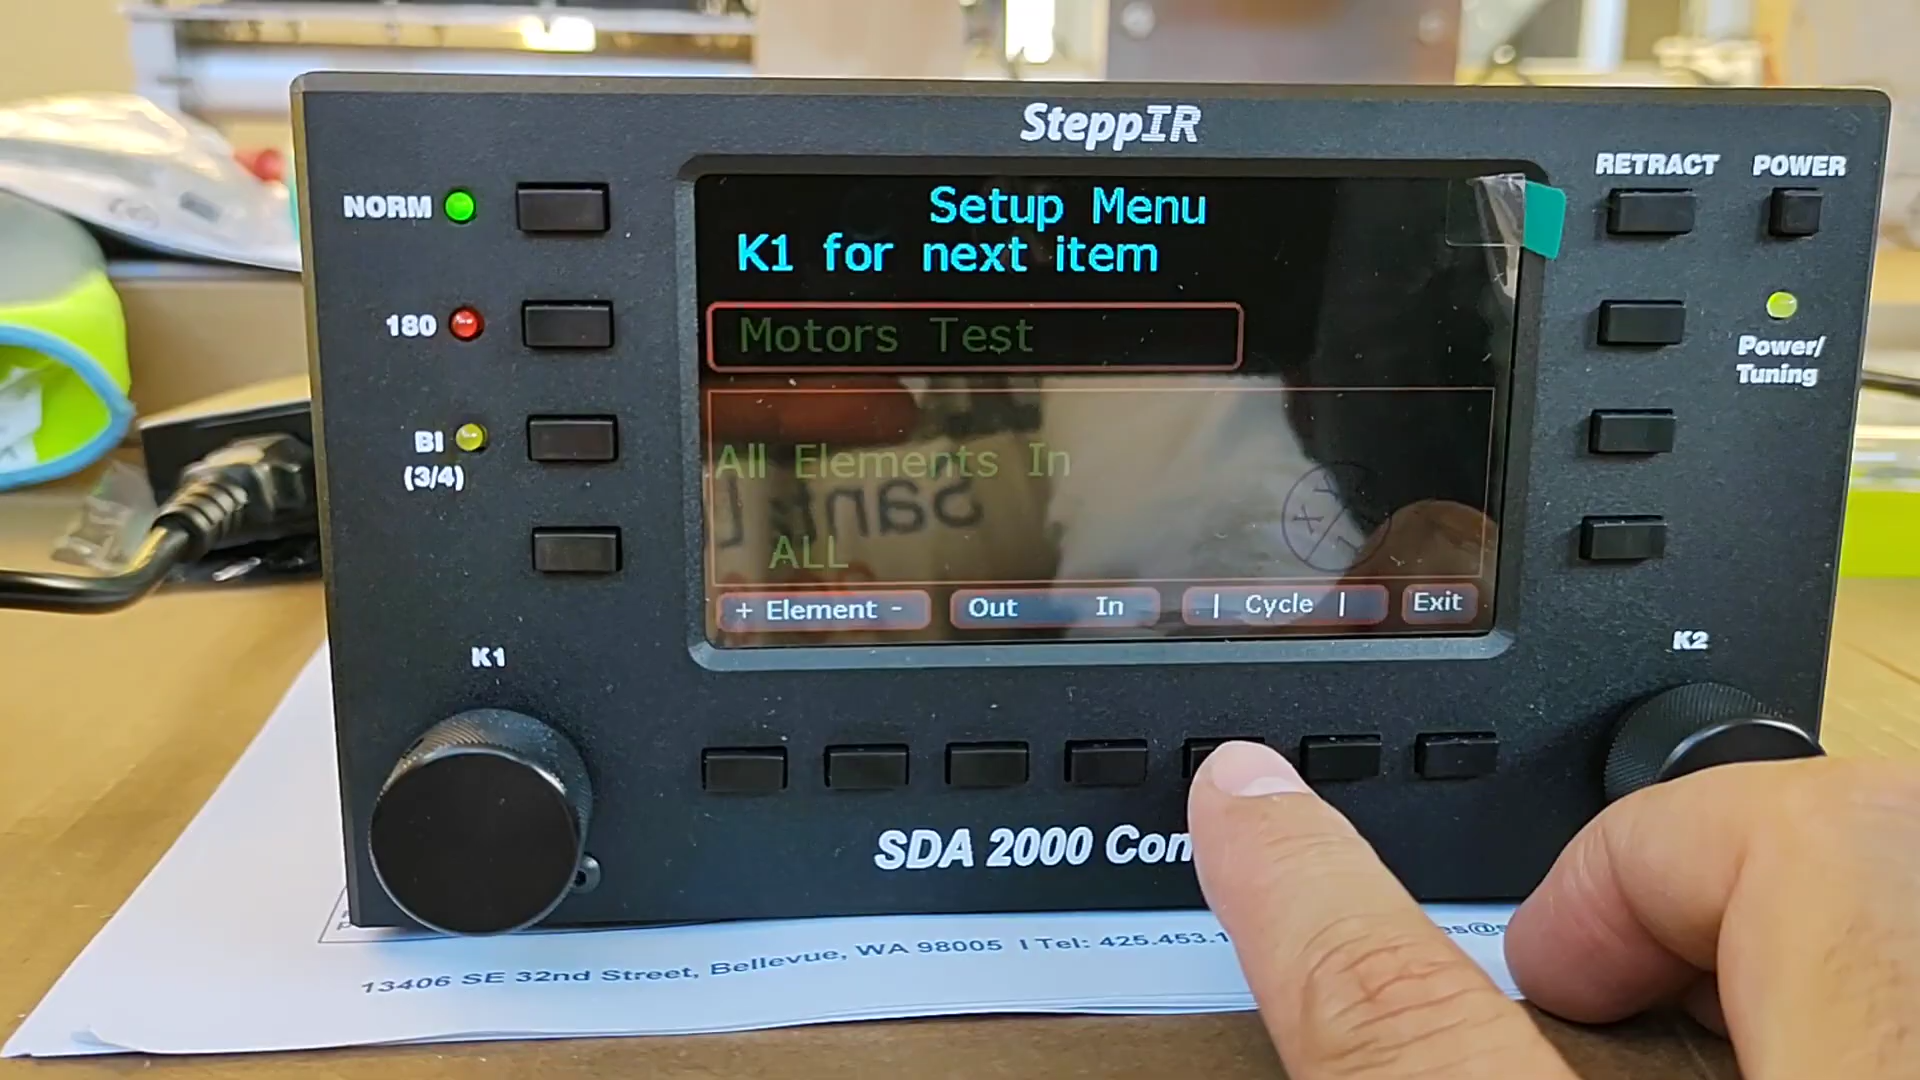 SteppIR
RETRACT
POWER
NORM
180
BI
(3/4)
Setup Menu
K1 for next item
Motors Test
All Elements In
ALL
+ Element -
Out In
| Cycle |
Exit
Power/
Tuning
K1
K2
SDA 2000
13406 SE 32nd Street, Bellevue, WA 98005 | Tel: 425.453.1